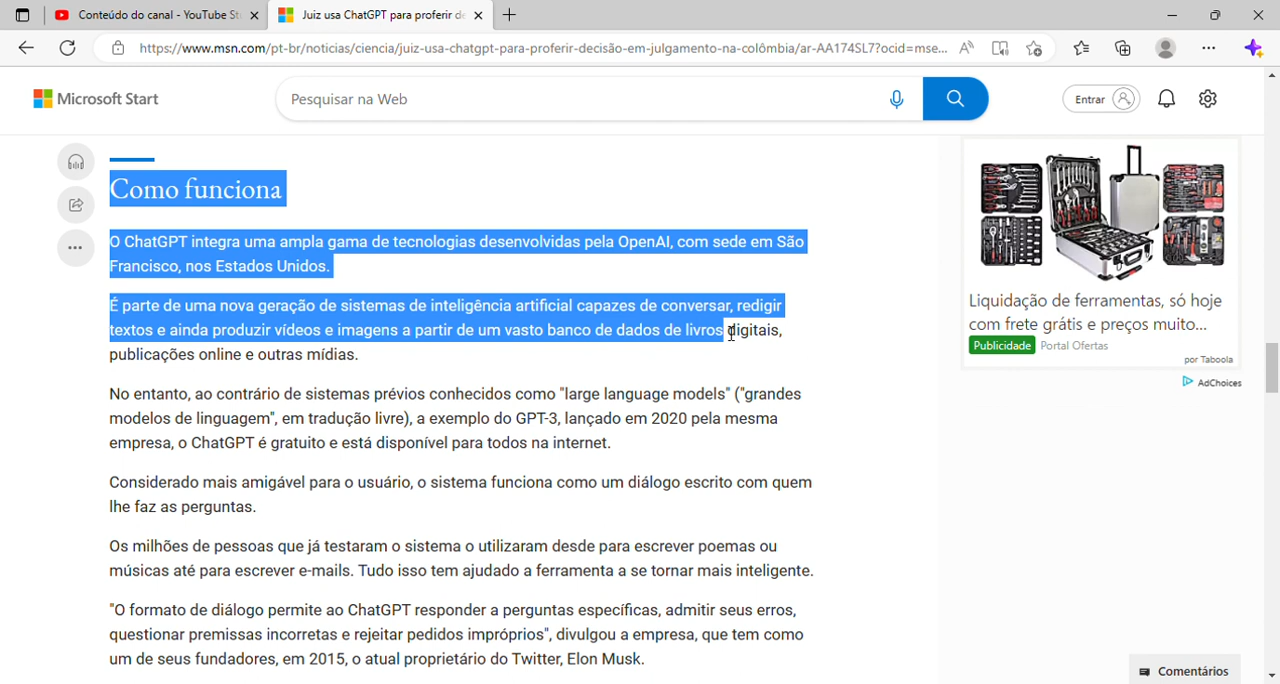 Conteúdo do canal - YouTube St
Juiz usa ChatGPT para proferir de
https://www.msn.com/pt-br/noticias/ciencia/juiz-usa-chatgpt-para-proferir-decisão-em-julgamento-na-colômbia/ar-AA174SL7?ocid=mse...
Microsoft Start
Pesquisar na Web
Entrar
Como funciona
O ChatGPT integra uma ampla gama de tecnologias desenvolvidas pela OpenAI, com sede em São
Francisco, nos Estados Unidos.
É parte de uma nova geração de sistemas de inteligência artificial capazes de conversar, redigir
textos e ainda produzir vídeos e imagens a partir de um vasto banco de dados de livros digitais,
publicações online e outras mídias.
No entanto, ao contrário de sistemas prévios conhecidos como "large language models" ("grandes
modelos de linguagem", em tradução livre), a exemplo do GPT-3, lançado em 2020 pela mesma
empresa, o ChatGPT é gratuito e está disponível para todos na internet.
Considerado mais amigável para o usuário, o sistema funciona como um diálogo escrito com quem
lhe faz as perguntas.
Os milhões de pessoas que já testaram o sistema o utilizaram desde para escrever poemas ou
músicas até para escrever e-mails. Tudo isso tem ajudado a ferramenta a se tornar mais inteligente.
"O formato de diálogo permite ao ChatGPT responder a perguntas específicas, admitir seus erros,
questionar premissas incorretas e rejeitar pedidos impróprios", divulgou a empresa, que tem como
um de seus fundadores, em 2015, o atual proprietário do Twitter, Elon Musk.
Liquidação de ferramentas, só hoje
com frete grátis e preços muito...
Publicidade Portal Ofertas
por Taboola
AdChoices
Comentários